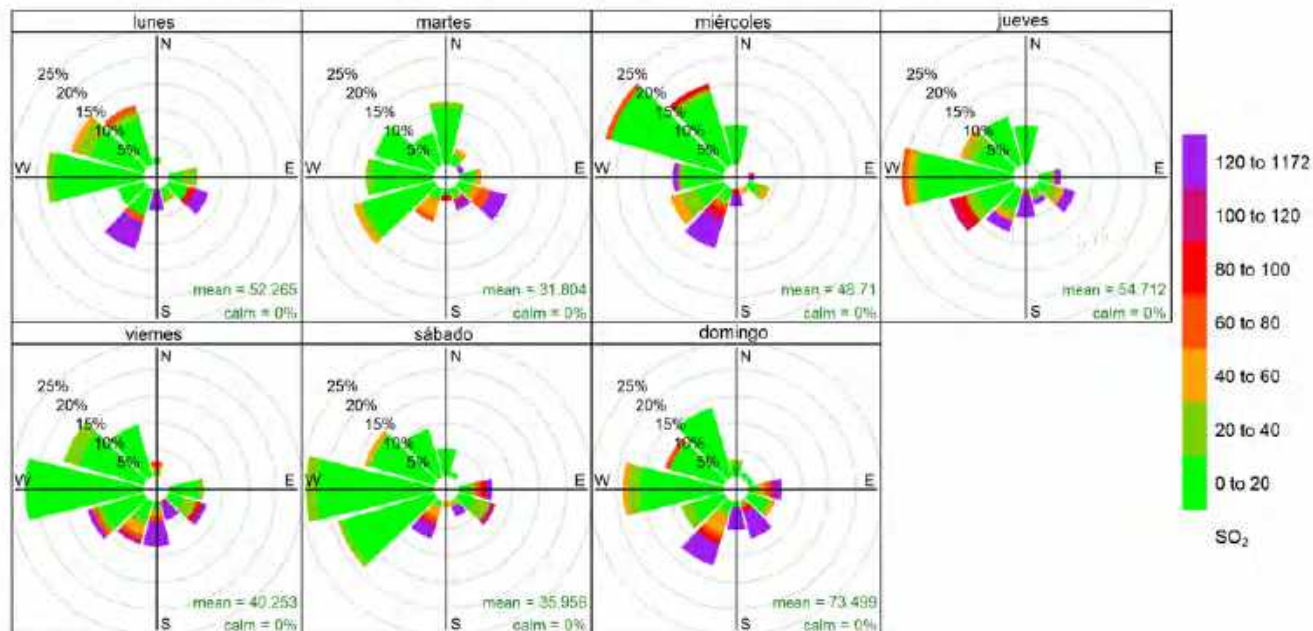 lunes
martes
miércoles
jueves
N
N
N
N
25%
20%
15%
10%
5%
25%
20%
15%
10%
5%
25%
20%
15%
10%
5%
25%
20%
15%
10%
5%
W
E
W
E
W
E
W
E
mean = 52.265
calm = 0%
mean = 31.804
calm = 0%
mean = 48.71
calm = 0%
mean = 54.712
calm = 0%
S
S
S
S
viernes
sábado
domingo
N
N
N
25%
20%
15%
10%
5%
25%
20%
15%
10%
5%
25%
20%
15%
10%
5%
W
E
W
E
W
E
mean = 40.253
calm = 0%
mean = 35.956
calm = 0%
mean = 73.499
calm = 0%
S
S
S
120 to 1172
100 to 120
80 to 100
60 to 80
40 to 60
20 to 40
0 to 20
SO₂